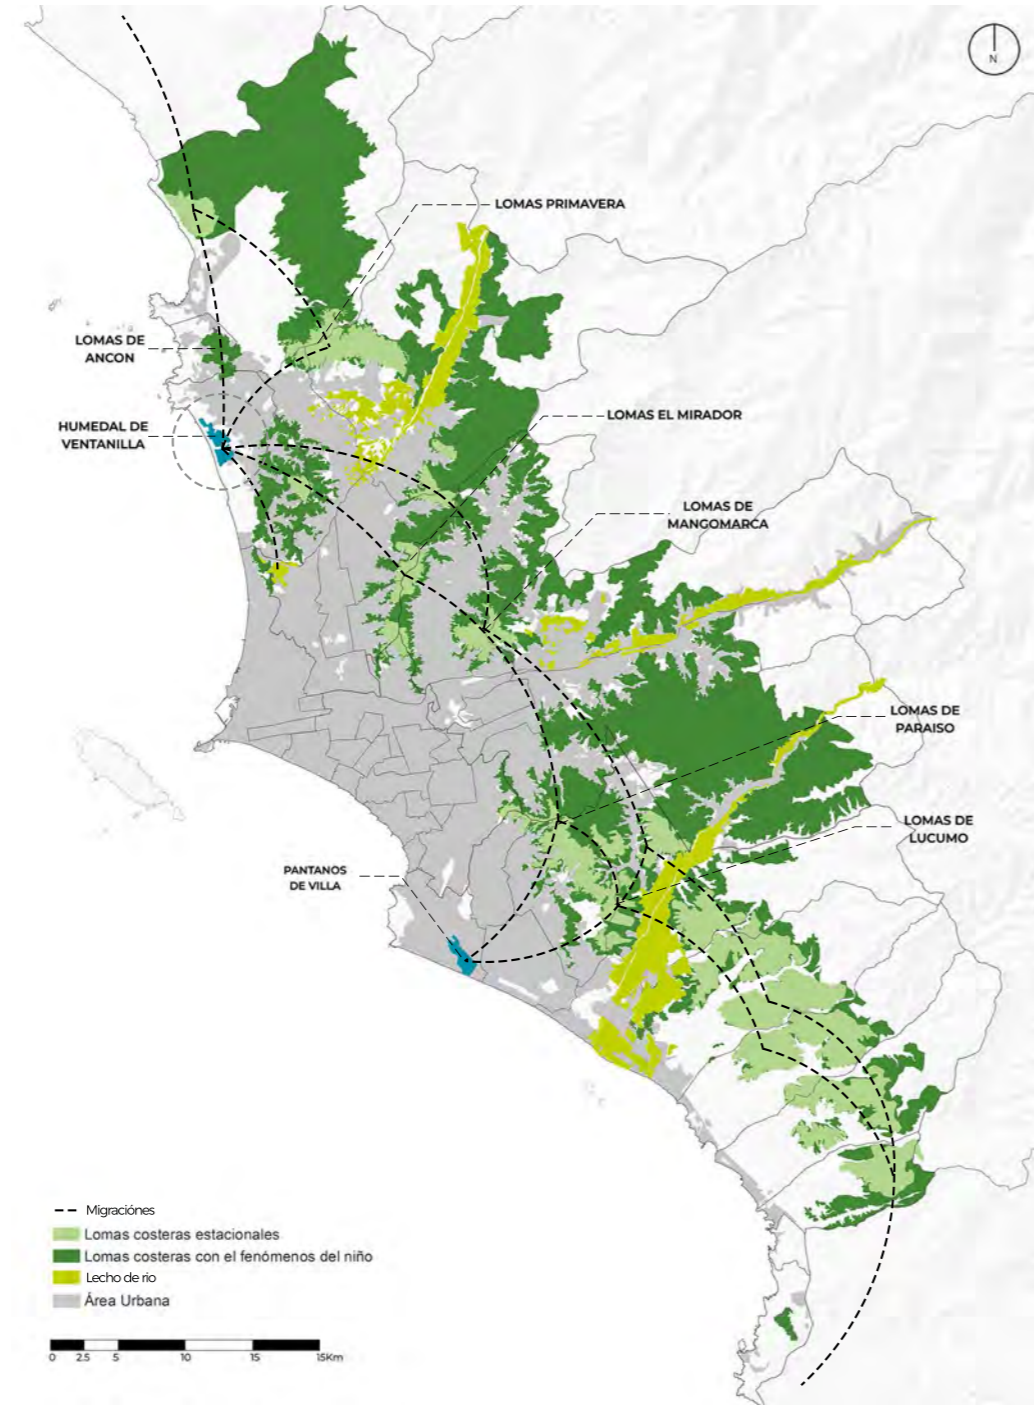 N
LOMAS PRIMAVERA
LOMAS DE
ANCON
HUMEDAL DE
VENTANILLA
LOMAS EL MIRADOR
LOMAS DE
MANGOMARCA
LOMAS DE
PARAISO
LOMAS DE
LUCUMO
PANTANOS
DE VILLA
Migraciónes
Lomas costeras estacionales
Lomas costeras con el fenómenos del niño
Lecho de rio
Área Urbana
0 2.5 5 10 15 15Km